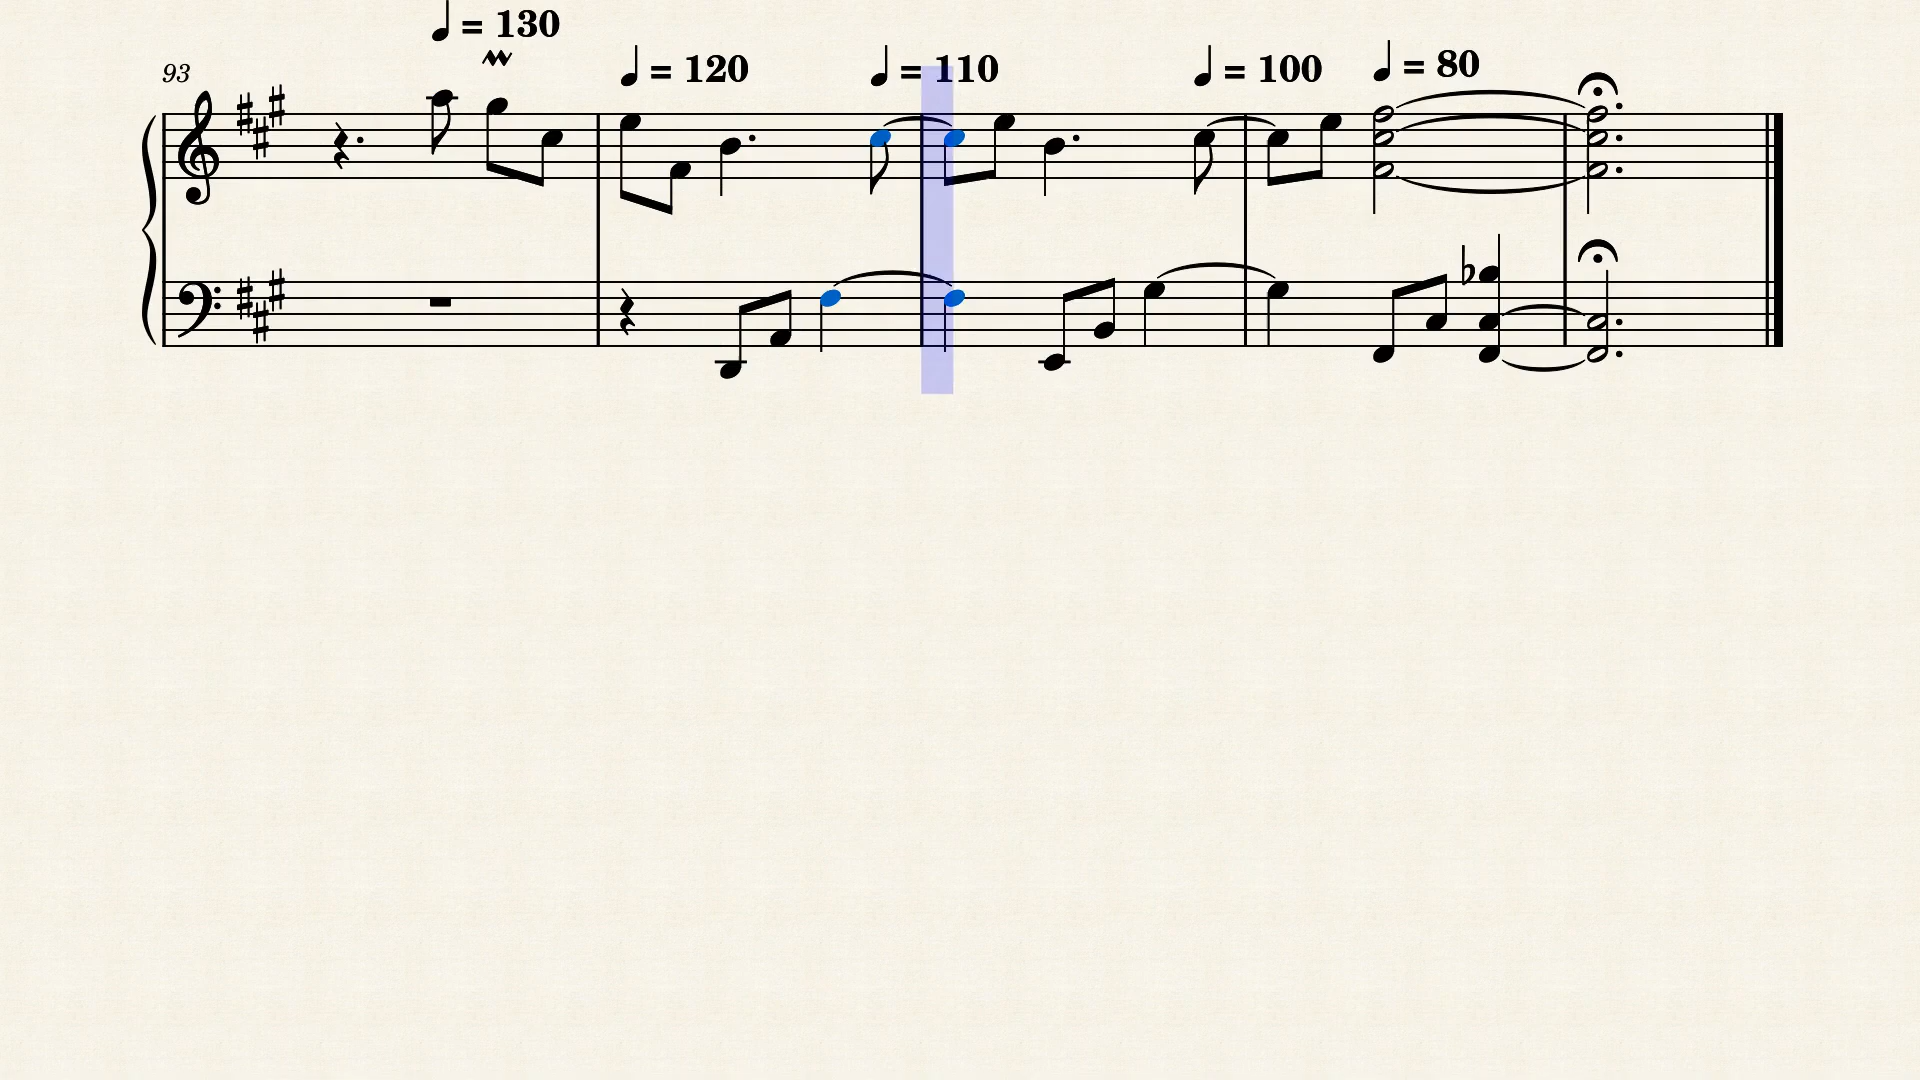 ♩ = 130
93
♩ = 120 ♩ = 110 ♩ = 100 ♩ = 80